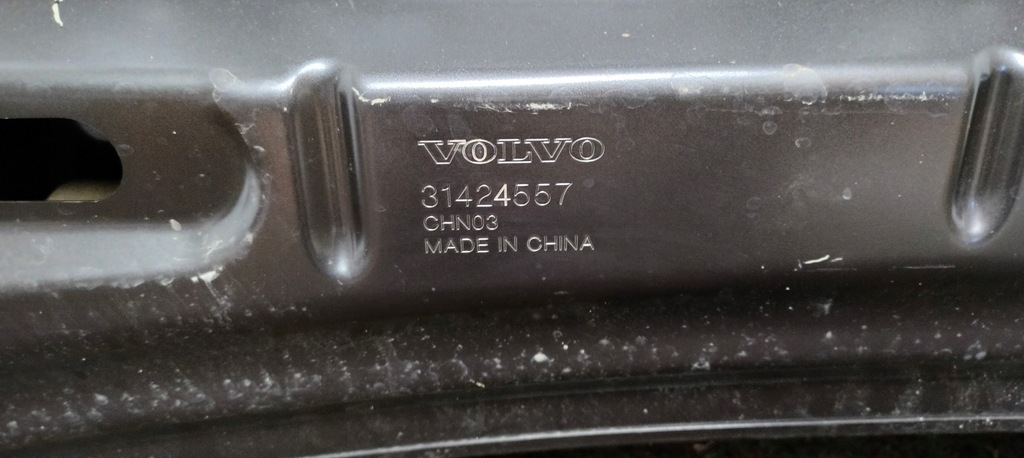 VOLVO
31424557
CHN03
MADE IN CHINA